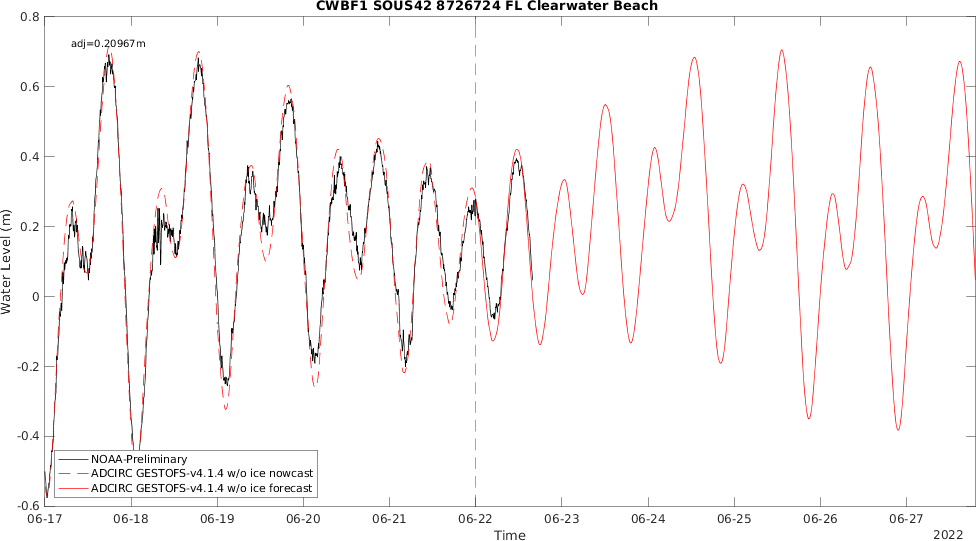 CWBF1 SOUS42 8726724 FL Clearwater Beach
adj=0.20967m
Water Level (m)
0.8
0.6
0.4
0.2
0
-0.2
-0.4
-0.6
NOAA-Preliminary
ADCIRC GESTOFS-v4.1.4 w/o ice nowcast
ADCIRC GESTOFS-v4.1.4 w/o ice forecast
06-17 06-18 06-19 06-20 06-21 06-22 06-23 06-24 06-25 06-26 06-27
Time
2022